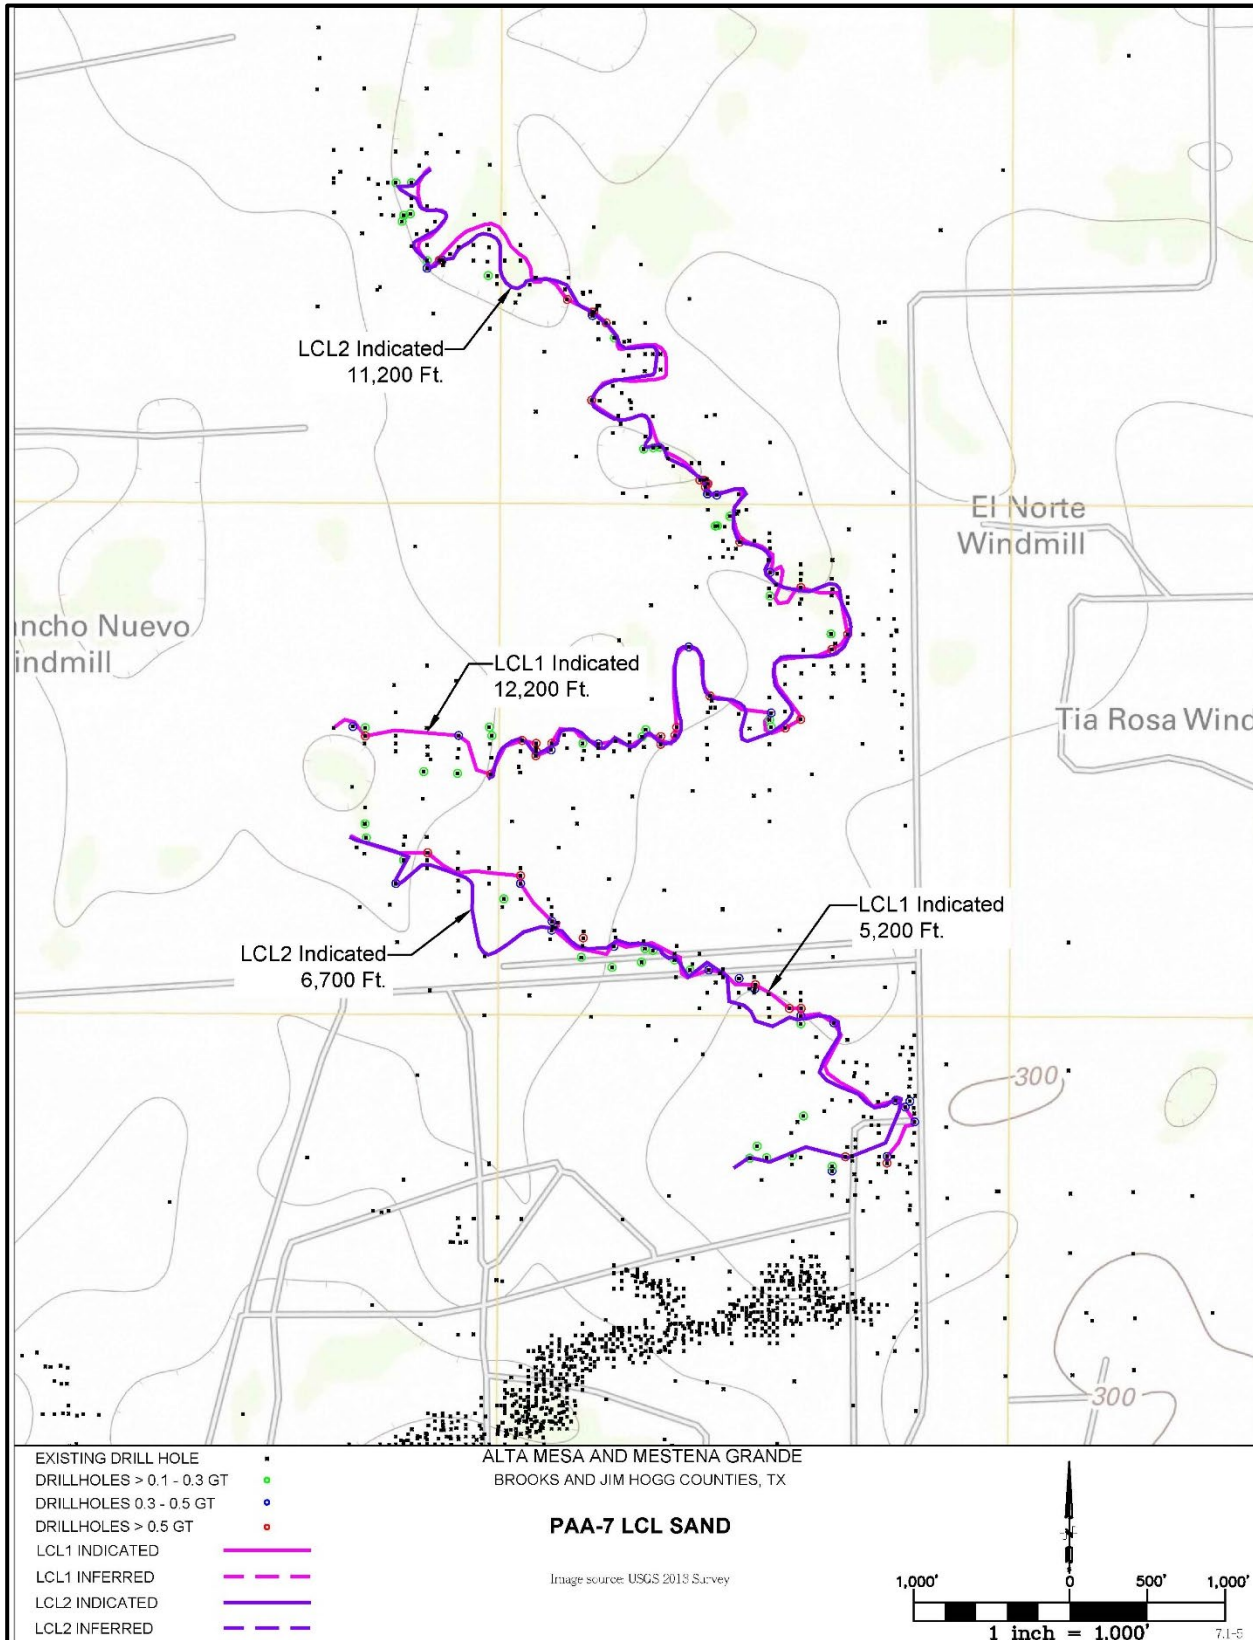 LCL2 Indicated
11,200 Ft.
El Norte
Windmill
ncho Nuevo
indmill
LCL1 Indicated
12,200 Ft.
Tia Rosa Wind
LCL1 Indicated
5,200 Ft.
LCL2 Indicated
6,700 Ft.
300
300
EXISTING DRILL HOLE
DRILLHOLES > 0.1 - 0.3 GT
DRILLHOLES 0.3 - 0.5 GT
DRILLHOLES > 0.5 GT
LCL1 INDICATED
LCL1 INFERRED
LCL2 INDICATED
LCL2 INFERRED
ALTA MESA AND MESTENA GRANDE
BROOKS AND JIM HOGG COUNTIES, TX
PAA-7 LCL SAND
Image source: USGS 2013 Survey
N
1,000' 0 500' 1,000'
1 inch = 1,000'
7.1-5